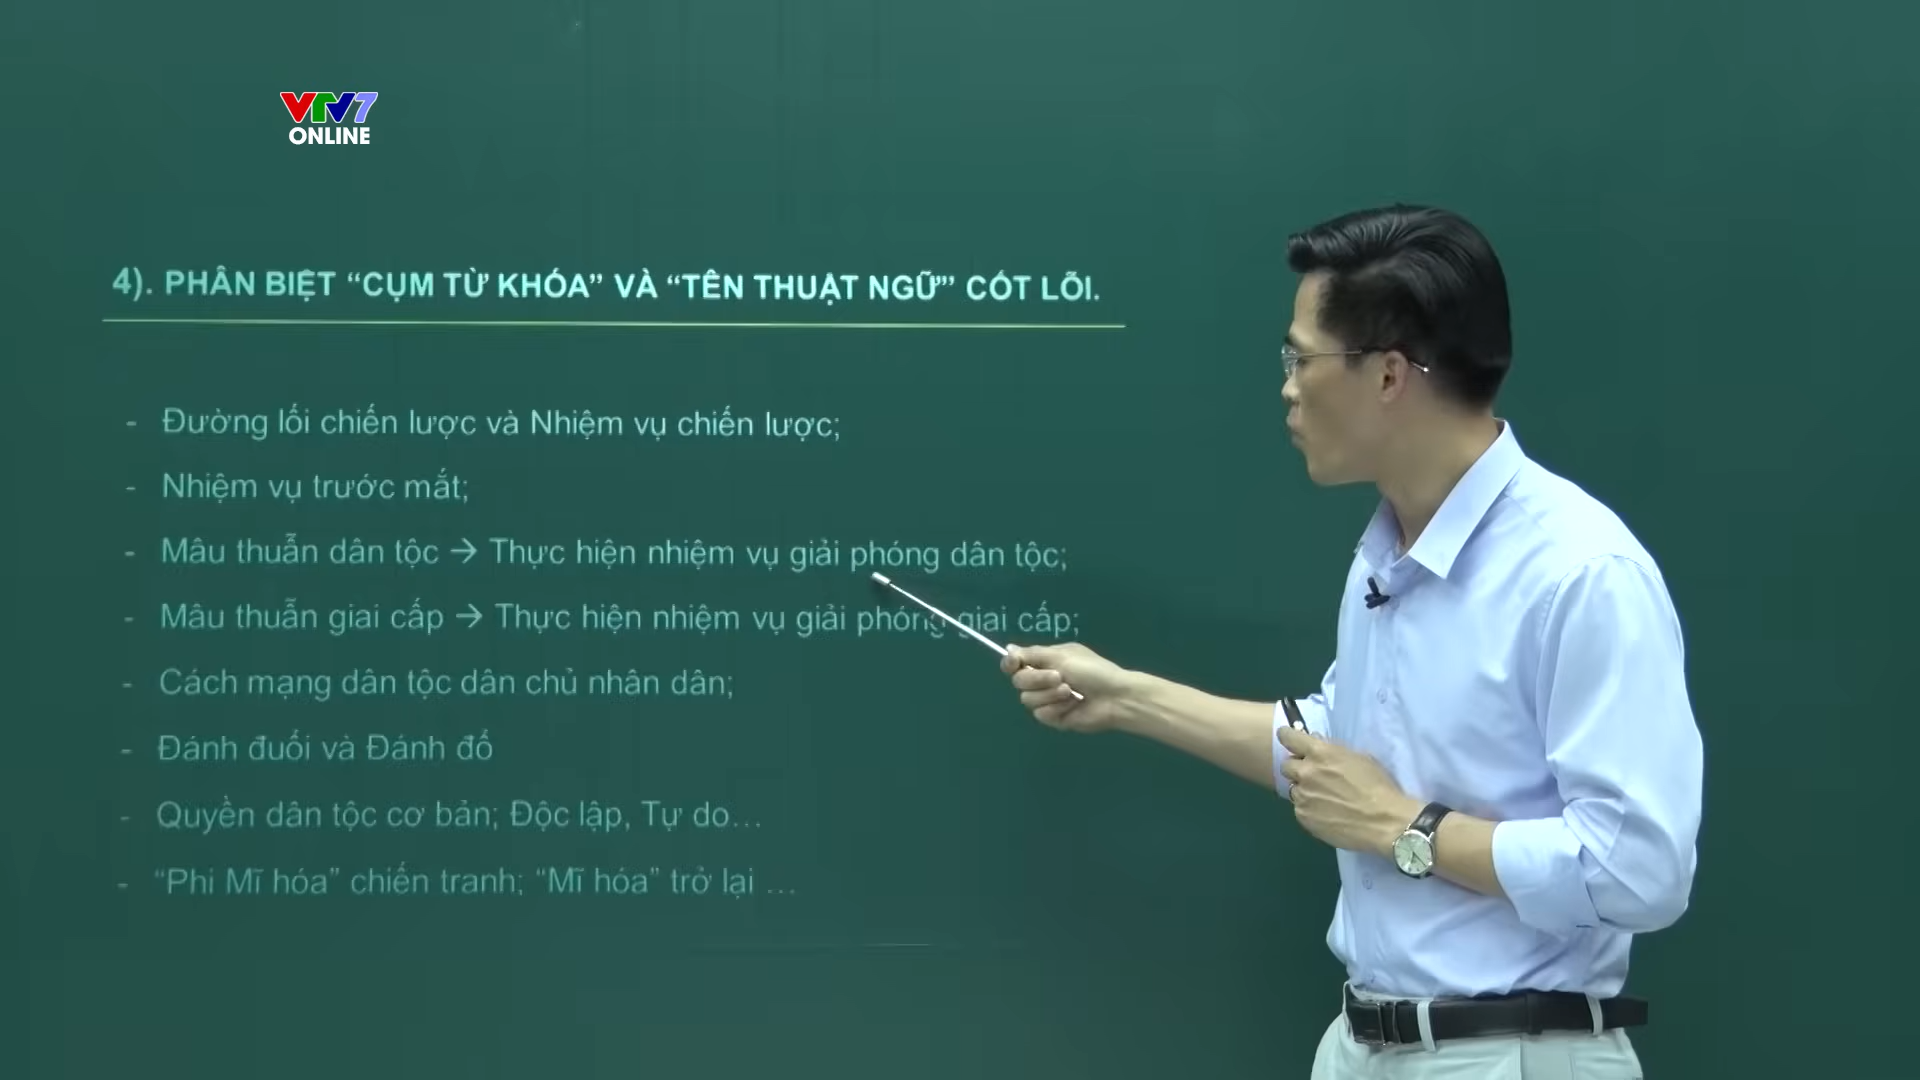 VTV7
ONLINE
4). PHÂN BIỆT “CỤM TỪ KHÓA” VÀ “TÊN THUẬT NGỮ” CỐT LÕI.
- Đường lối chiến lược và Nhiệm vụ chiến lược;
- Nhiệm vụ trước mắt;
- Mâu thuẫn dân tộc → Thực hiện nhiệm vụ giải phóng dân tộc;
- Mâu thuẫn giai cấp → Thực hiện nhiệm vụ giải phóng giai cấp;
- Cách mạng dân tộc dân chủ nhân dân;
- Đánh đuổi và Đánh đổ
- Quyền dân tộc cơ bản; Độc lập, Tự do…
- “Phi Mĩ hóa” chiến tranh; “Mĩ hóa” trở lại …